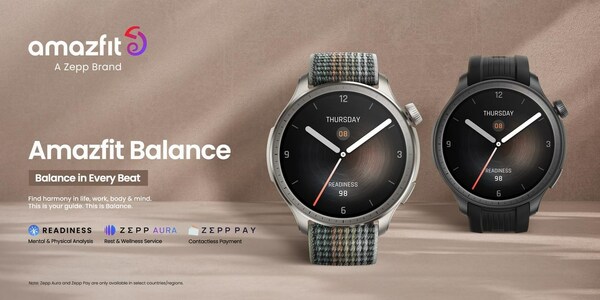 amazfit
A Zepp Brand
Amazfit Balance
Balance in Every Beat
Find harmony in life, work, body & mind.
This is your guide. This is Balance.
READINESS
Mental & Physical Analysis
ZEPP AURA
Rest & Wellness Service
ZEPP PAY
Contactless Payment
Note: Zepp Aura and Zepp Pay are only available in select countries/regions.
12
THURSDAY
08
9
3
READINESS
98
6
12
THURSDAY
08
9
3
READINESS
98
6